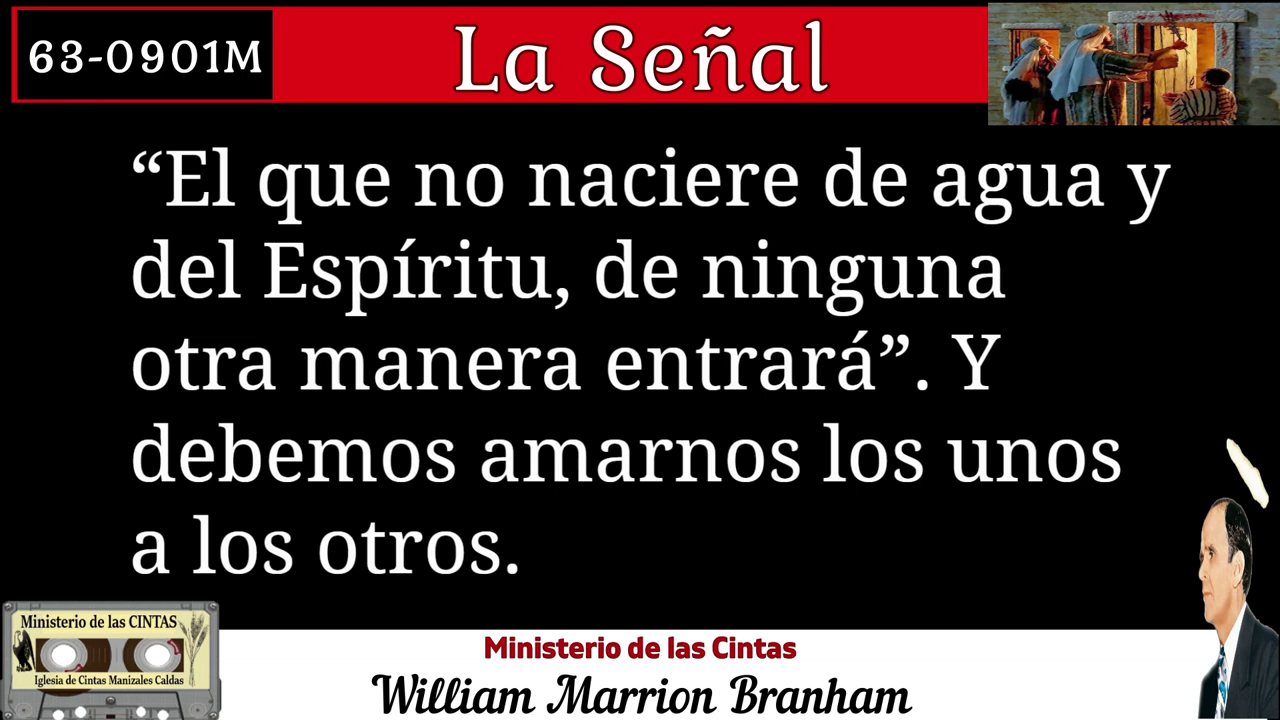 63-0901M
La Señal
“El que no naciere de agua y
del Espíritu, de ninguna
otra manera entrará”. Y
debemos amarnos los unos
a los otros.
Ministerio de las CINTAS
Iglesia de Cintas Manizales Caldas
Ministerio de las Cintas
William Marrion Branham